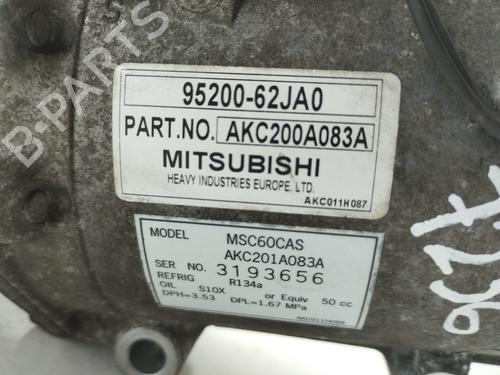 B-PARTS
95200-62JA0
PART.NO. AKC200A083A
MITSUBISHI
HEAVY INDUSTRIES EUROPE, LTD.
AKC011H087
MODEL MSC60CAS
AKC201A083A
SER NO. 3193656
REFRIG R134a
OIL S10X or Equiv 50 cc
DPH=3.53 DPL=1.67 MPa